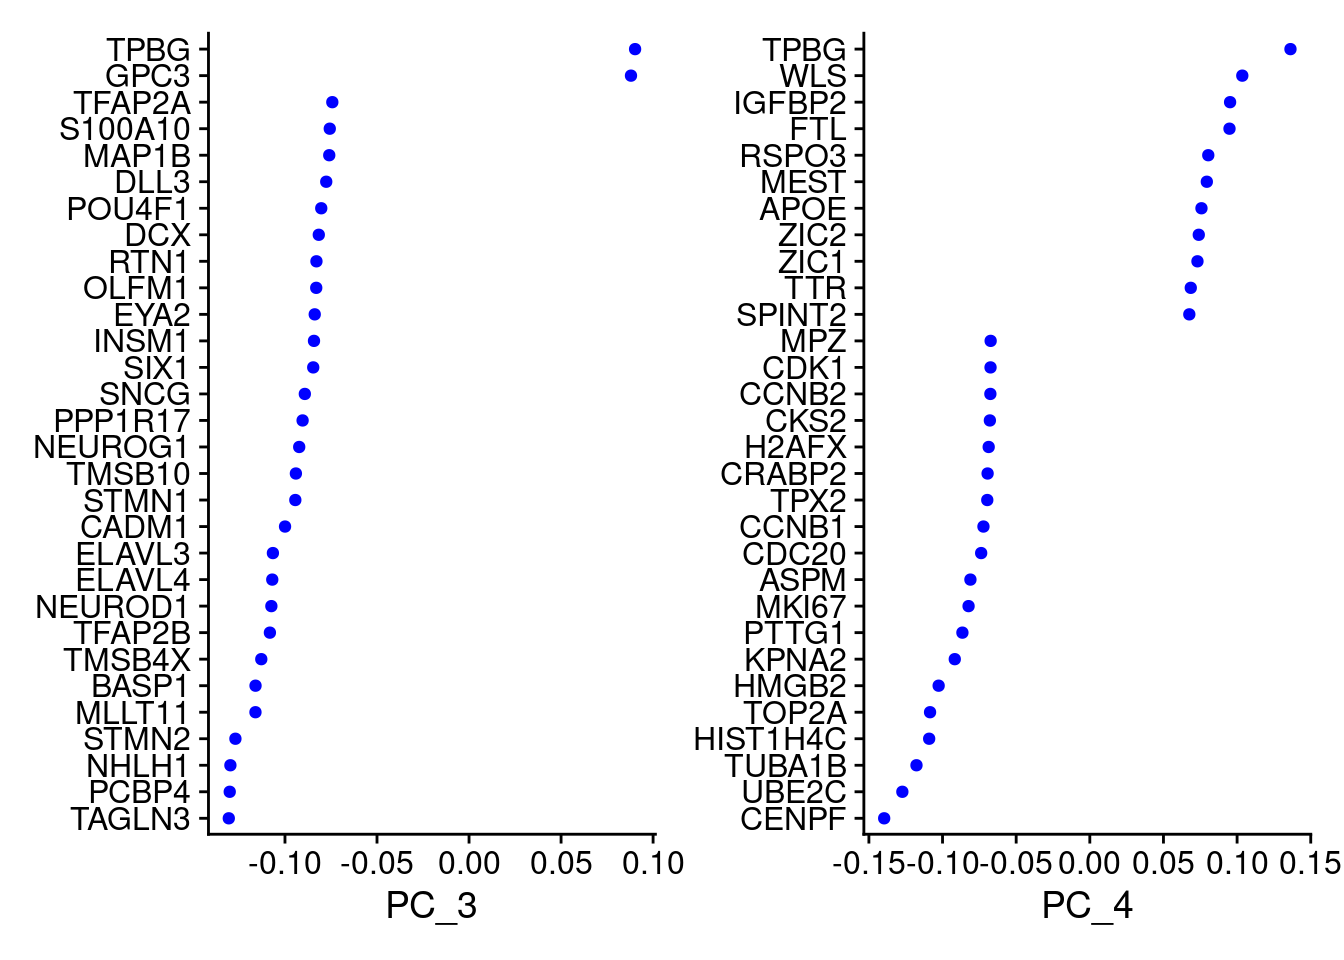 TPBG
GPC3
TFAP2A
S100A10
MAP1B
DLL3
POU4F1
DCX
RTN1
OLFM1
EYA2
INSM1
SIX1
SNCG
PPP1R17
NEUROG1
TMSB10
STMN1
CADM1
ELAVL3
ELAVL4
NEUROD1
TFAP2B
TMSB4X
BASP1
MLLT11
STMN2
NHLH1
PCBP4
TAGLN3
-0.10 -0.05 0.00 0.05 0.10
PC_3
TPBG
WLS
IGFBP2
FTL
RSPO3
MEST
APOE
ZIC2
ZIC1
TTR
SPINT2
MPZ
CDK1
CCNB2
CKS2
H2AFX
CRABP2
TPX2
CCNB1
CDC20
ASPM
MKI67
PTTG1
KPNA2
HMGB2
TOP2A
HIST1H4C
TUBA1B
UBE2C
CENPF
-0.15 -0.10 -0.05 0.00 0.05 0.10 0.15
PC_4